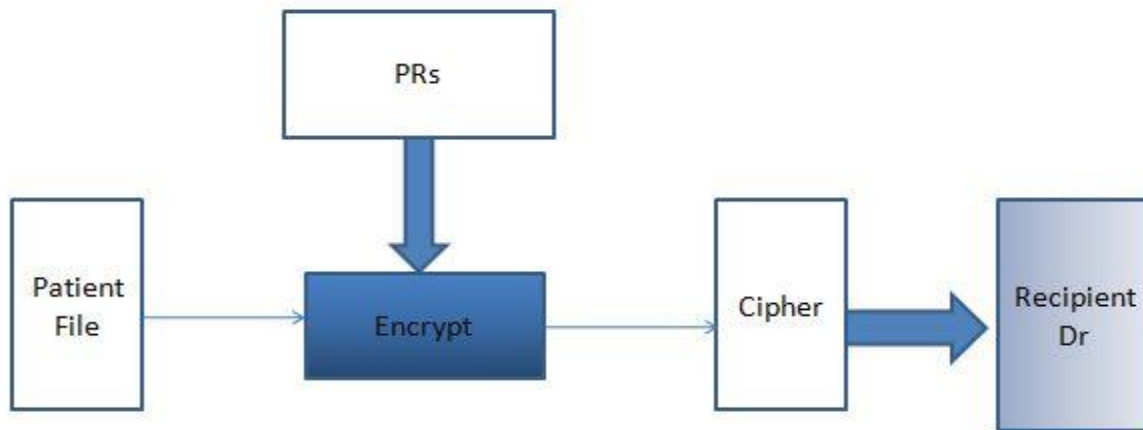 PRs
Patient
File
Encrypt
Cipher
Recipient
Dr